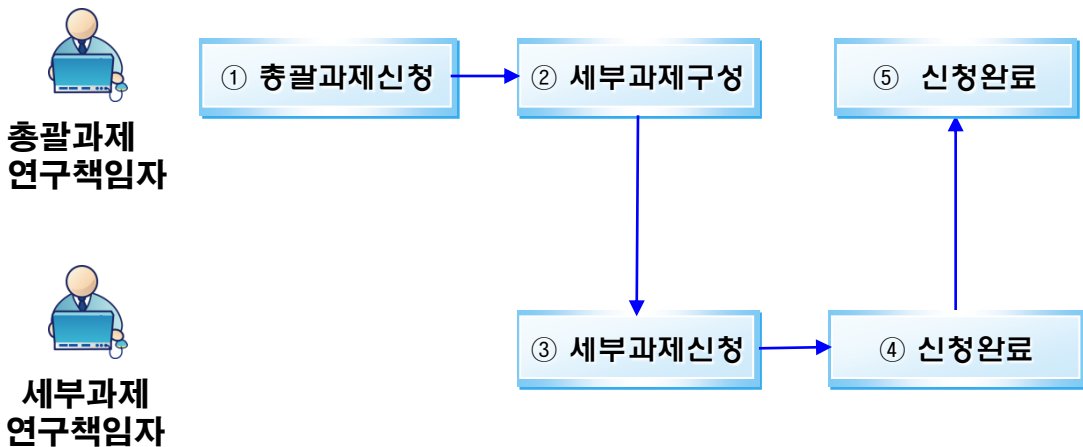 ① 총괄과제신청
② 세부과제구성
⑤ 신청완료
총괄과제
연구책임자
③ 세부과제신청
④ 신청완료
세부과제
연구책임자